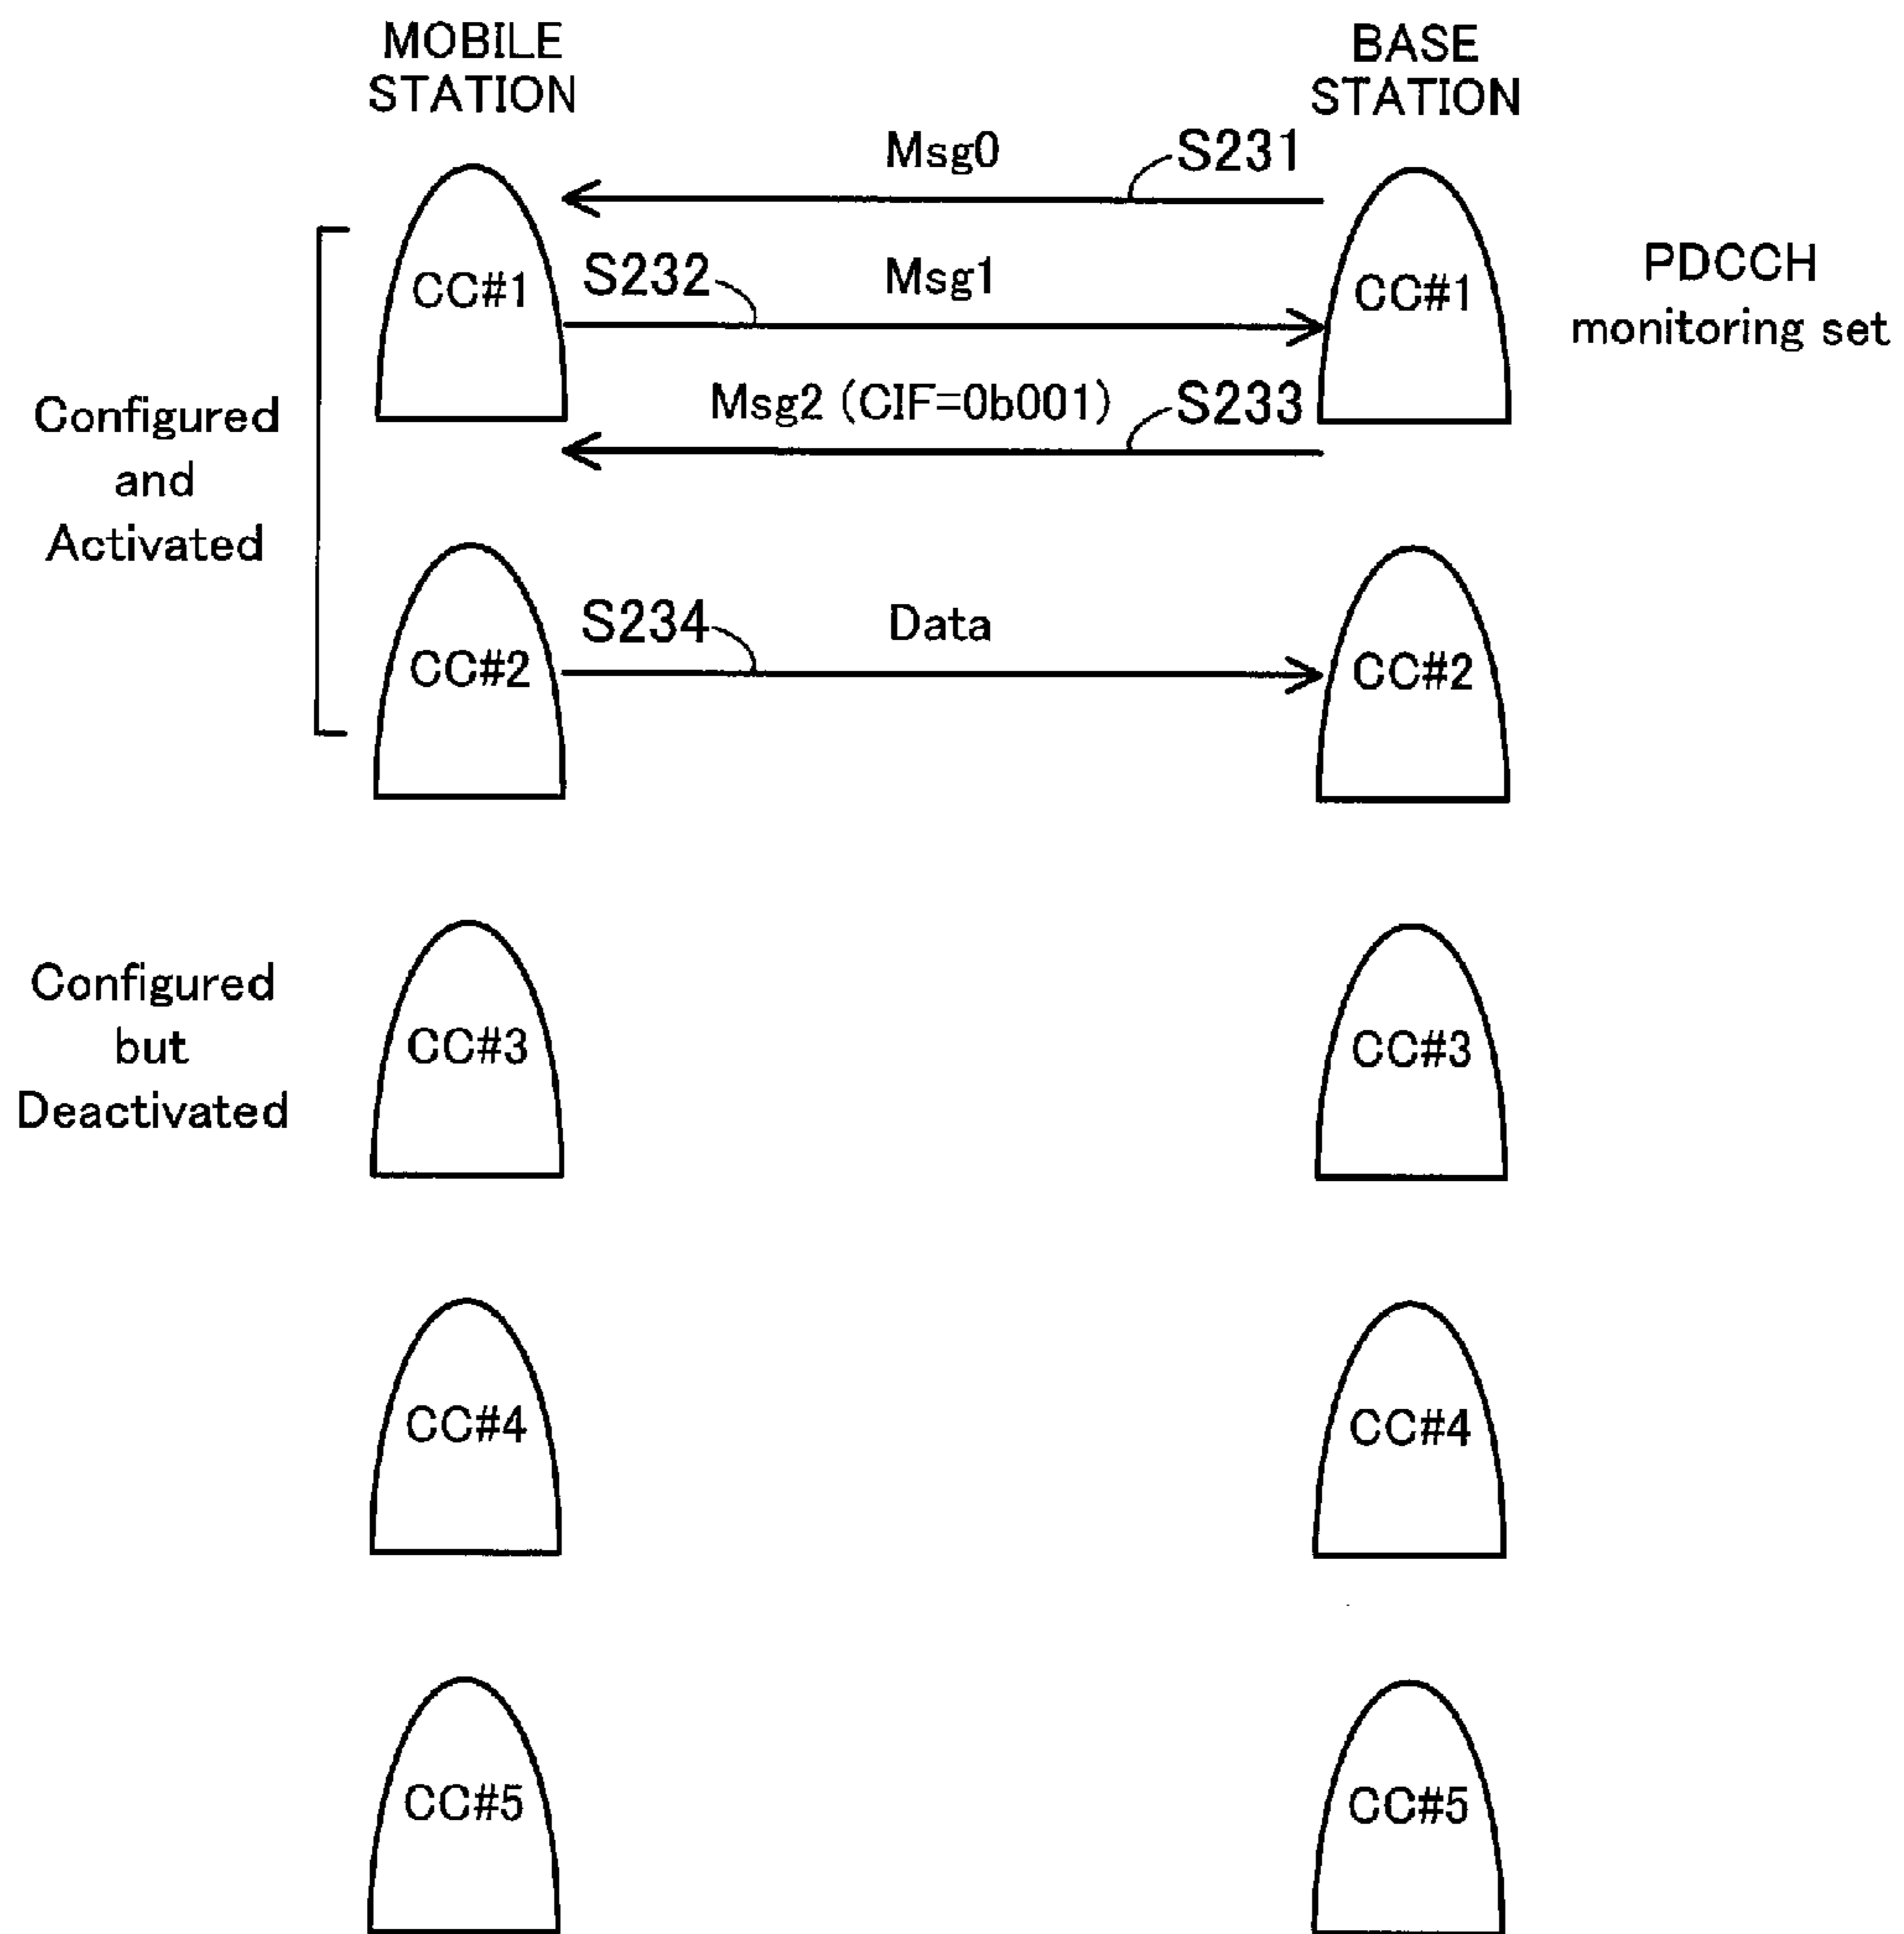 MOBILE
STATION
BASE
STATION
Msg0
S231
CC#1
S232
Msg1
CC#1
PDCCH
monitoring set
Msg2 (CIF=0b001)
S233
Configured
and
Activated
S234
Data
CC#2
CC#2
Configured
but
Deactivated
CC#3
CC#3
CC#4
CC#4
CC#5
CC#5